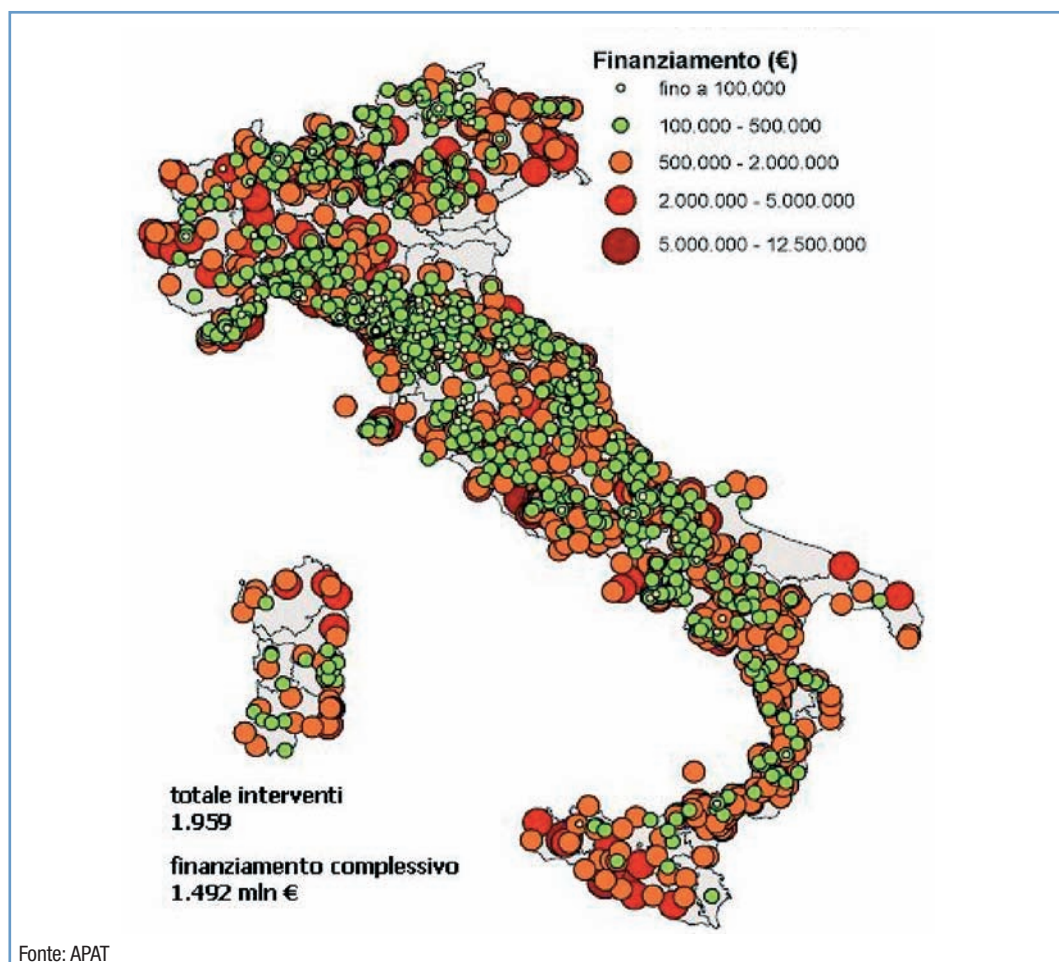 Finanziamento (€)
fino a 100.000
100.000 - 500.000
500.000 - 2.000.000
2.000.000 - 5.000.000
5.000.000 - 12.500.000
totale interventi
1.959
finanziamento complessivo
1.492 mln €
Fonte: APAT